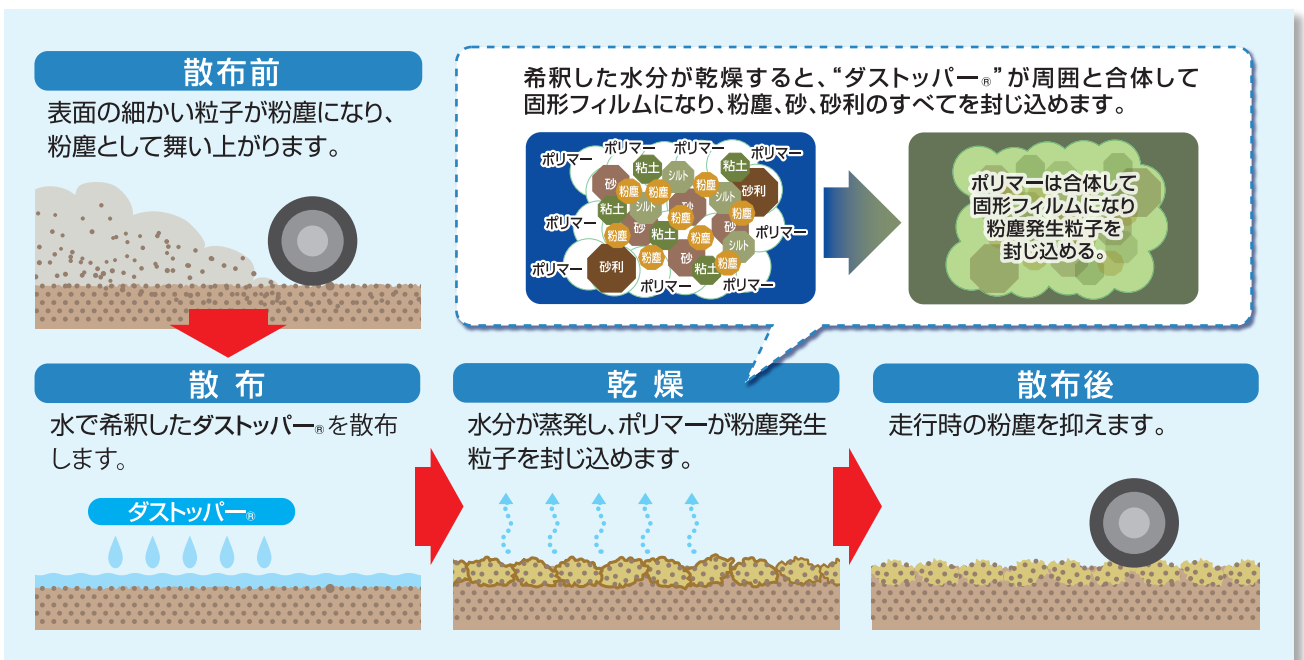 散布前
表面の細かい粒子が粉塵になり、
粉塵として舞い上がります。
希釈した水分が乾燥すると、“ダストッパー®”が周囲と合体して
固形フィルムになり、粉塵、砂、砂利のすべてを封じ込めます。
ポリマー
ポリマー
ポリマー
ポリマー
粘土
シルト
粘土
砂
粉塵
粉塵
粉塵
シルト
砂利
粘土
シルト
砂
粉塵
粉塵
ポリマー
砂
砂
粉塵
粘土
粉塵
シルト
ポリマー
粉塵
砂
粘土
粉塵
ポリマー
砂利
ポリマー
ポリマー
ポリマーは合体して
固形フィルムになり
粉塵発生粒子を
封じ込める。
散布
水で希釈したダストッパー®を散布
します。
ダストッパー®
乾燥
水分が蒸発し、ポリマーが粉塵発生
粒子を封じ込めます。
散布後
走行時の粉塵を抑えます。